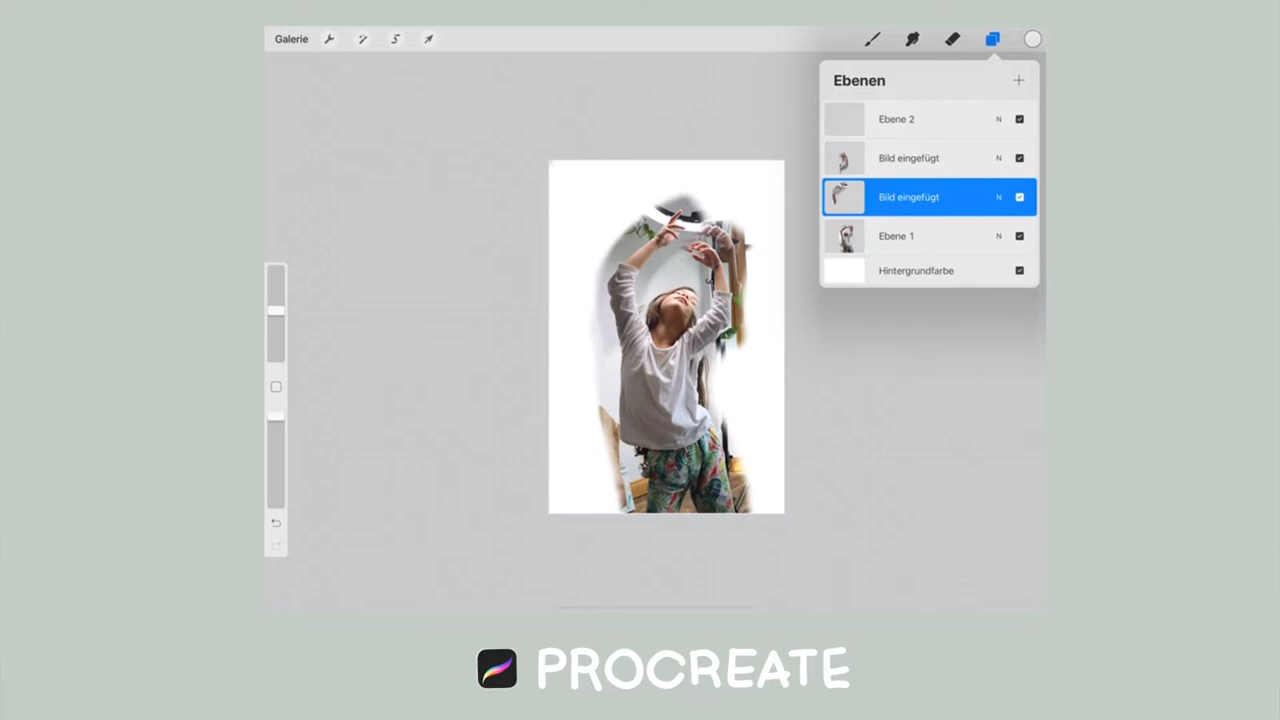 Galerie
Ebenen
Ebene 2 N
Bild eingefügt N
Bild eingefügt N
Ebene 1 N
Hintergrundfarbe
PROCREATE